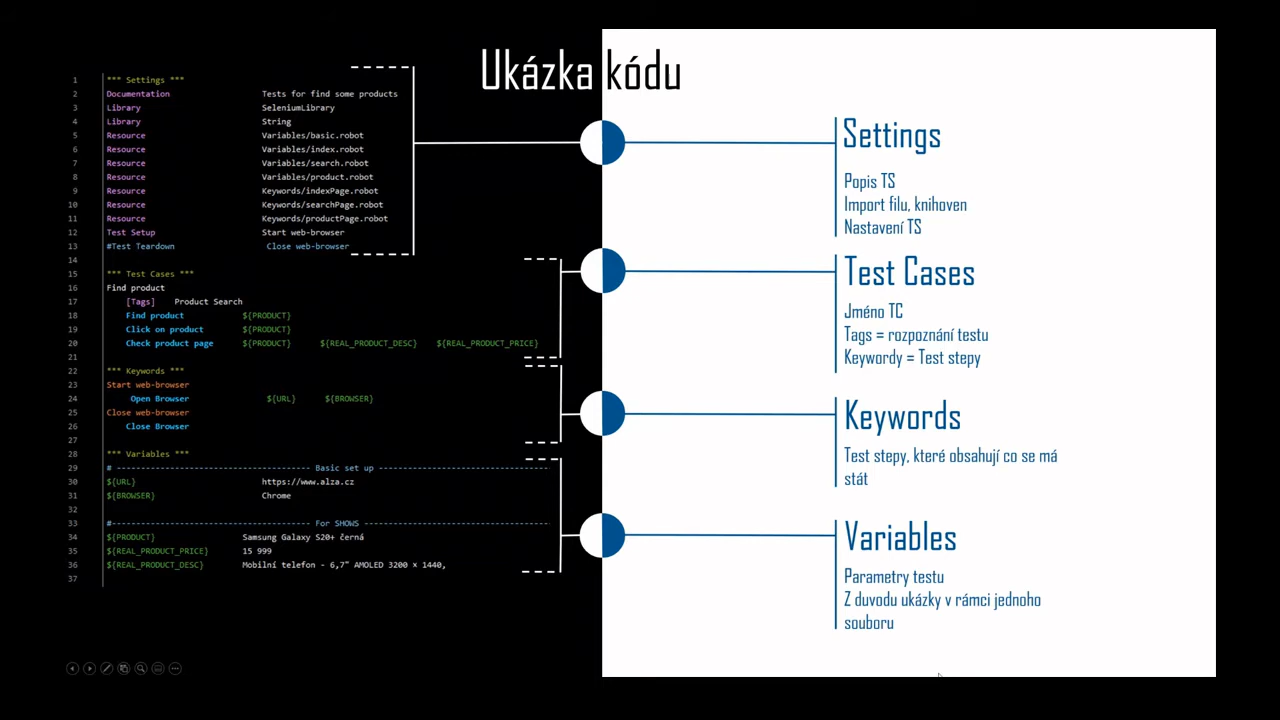 Ukázka kódu
1 *** Settings ***
2 Documentation Tests for find some products
3 Library SeleniumLibrary
4 Library String
5 Resource Variables/basic.robot
6 Resource Variables/index.robot
7 Resource Variables/search.robot
8 Resource Variables/product.robot
9 Resource Keywords/indexPage.robot
10 Resource Keywords/searchPage.robot
11 Resource Keywords/productPage.robot
12 Test Setup Start web-browser
13 #Test Teardown Close web-browser
14
15 *** Test Cases ***
16 Find product
17 [Tags] Product Search
18 Find product ${PRODUCT}
19 Click on product ${PRODUCT}
20 Check product page ${PRODUCT} ${REAL_PRODUCT_DESC} ${REAL_PRODUCT_PRICE}
21
22 *** Keywords ***
23 Start web-browser
24 Open Browser ${URL} ${BROWSER}
25 Close web-browser
26 Close Browser
27
28 *** Variables ***
29 # ---------------------------------------- Basic set up ------------------------------------
30 ${URL} https://www.alza.cz
31 ${BROWSER} Chrome
32
33 #----------------------------------------- For SHOWS ---------------------------------------
34 ${PRODUCT} Samsung Galaxy S20+ černá
35 ${REAL_PRODUCT_PRICE} 15 999
36 ${REAL_PRODUCT_DESC} Mobilní telefon - 6,7" AMOLED 3200 × 1440,
37
Settings
Popis TS
Import filu, knihoven
Nastavení TS
Test Cases
Jméno TC
Tags = rozpoznání testu
Keywordy = Test stepy
Keywords
Test stepy, které obsahují co se má
stát
Variables
Parametry testu
Z duvodu ukázky v rámci jednoho
souboru